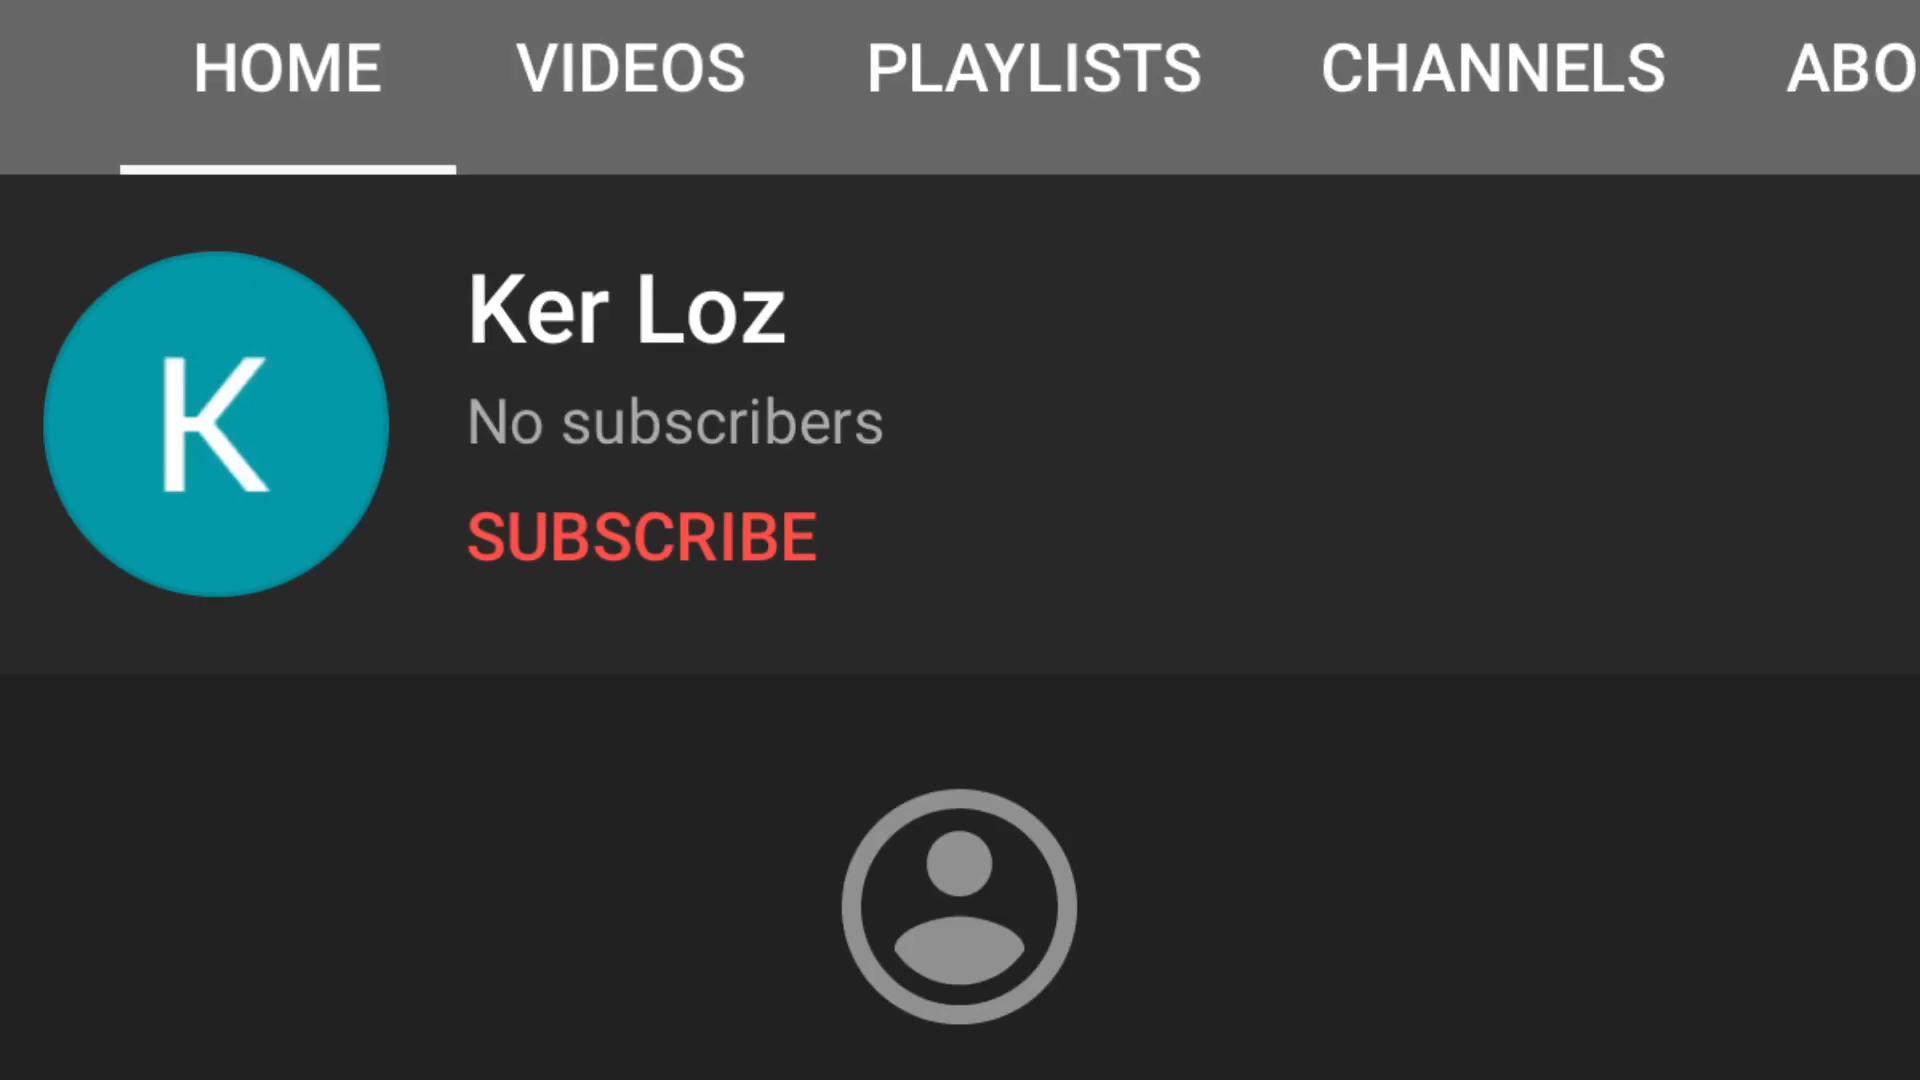 HOME VIDEOS PLAYLISTS CHANNELS ABO
K
Ker Loz
No subscribers
SUBSCRIBE